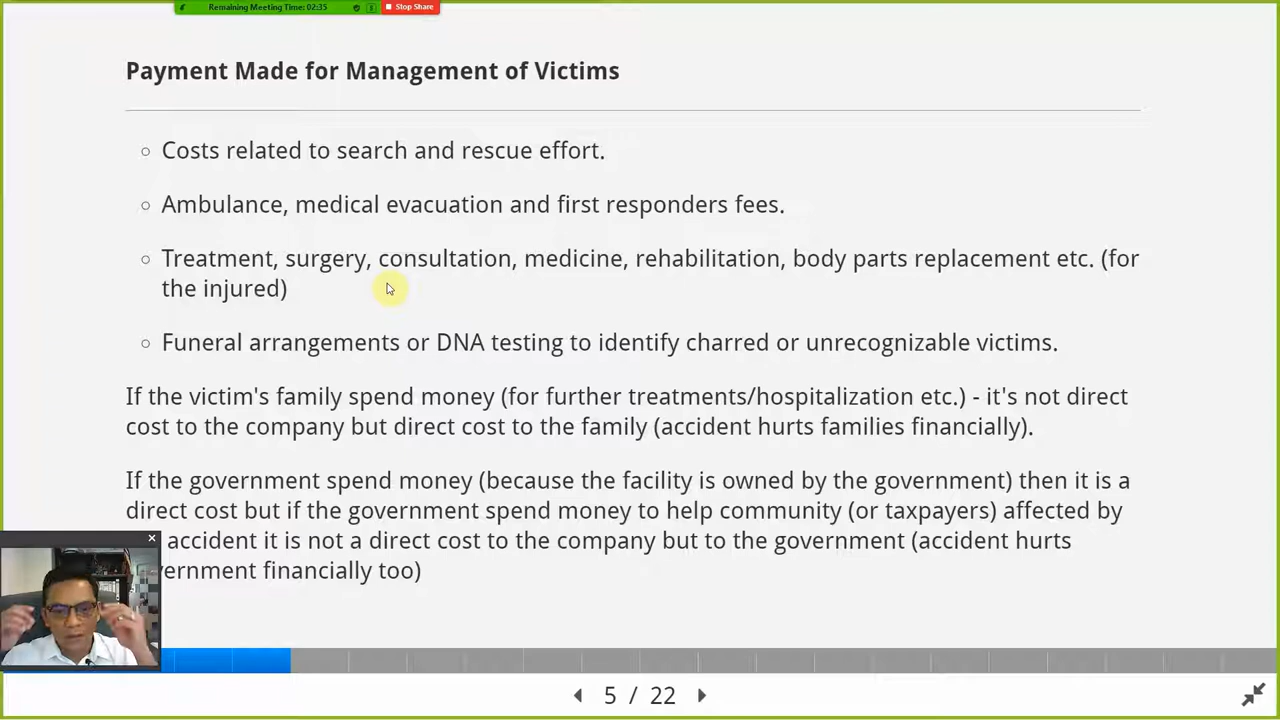 Remaining Meeting Time: 02:35
Stop Share
Payment Made for Management of Victims
Costs related to search and rescue effort.
Ambulance, medical evacuation and first responders fees.
Treatment, surgery, consultation, medicine, rehabilitation, body parts replacement etc. (for
the injured)
Funeral arrangements or DNA testing to identify charred or unrecognizable victims.
If the victim's family spend money (for further treatments/hospitalization etc.) - it's not direct
cost to the company but direct cost to the family (accident hurts families financially).
If the government spend money (because the facility is owned by the government) then it is a
direct cost but if the government spend money to help community (or taxpayers) affected by
accident it is not a direct cost to the company but to the government (accident hurts
vernment financially too)
5 / 22